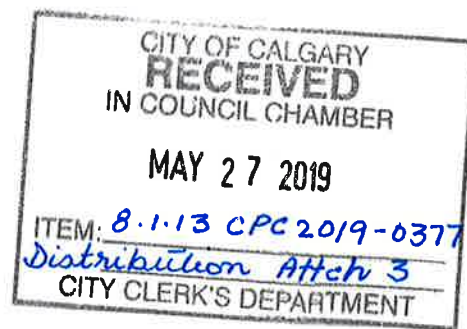 CITY OF CALGARY
RECEIVED
IN COUNCIL CHAMBER
MAY 27 2019
ITEM: 8.1.13 CPC2019-0377
Distribution Attch 3
CITY CLERK'S DEPARTMENT